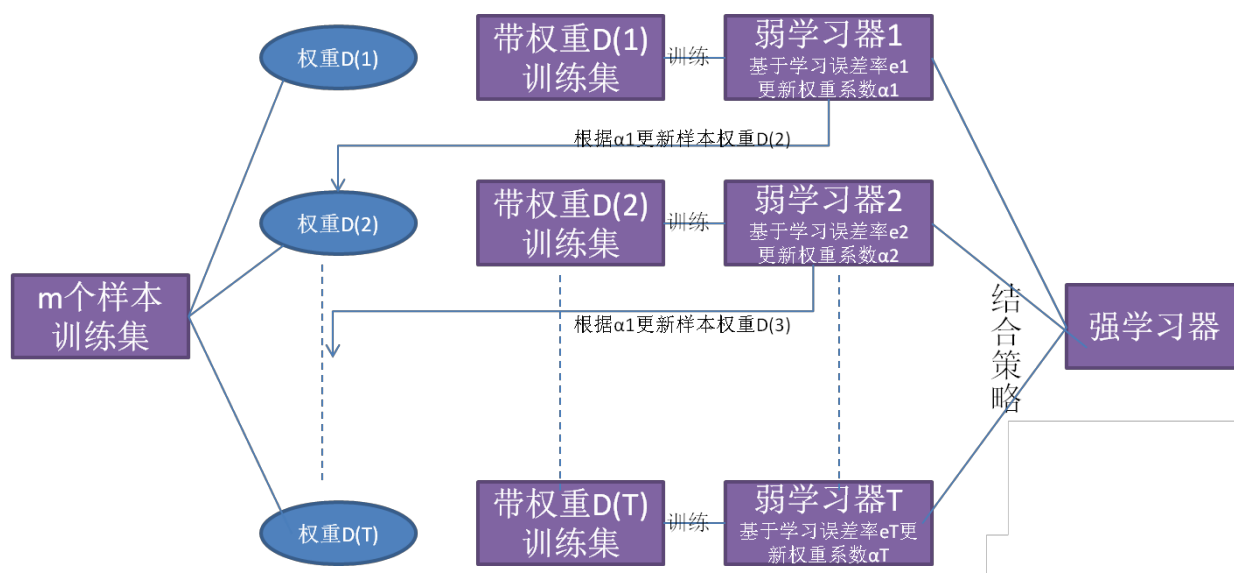 权重D(1)
带权重D(1)
训练集
训练
弱学习器1
基于学习误差率e1
更新权重系数α1
根据α1更新样本权重D(2)
权重D(2)
带权重D(2)
训练集
训练
弱学习器2
基于学习误差率e2
更新权重系数α2
m个样本
训练集
根据α1更新样本权重D(3)
结合策略
强学习器
权重D(T)
带权重D(T)
训练集
训练
弱学习器T
基于学习误差率eT更
新权重系数αT